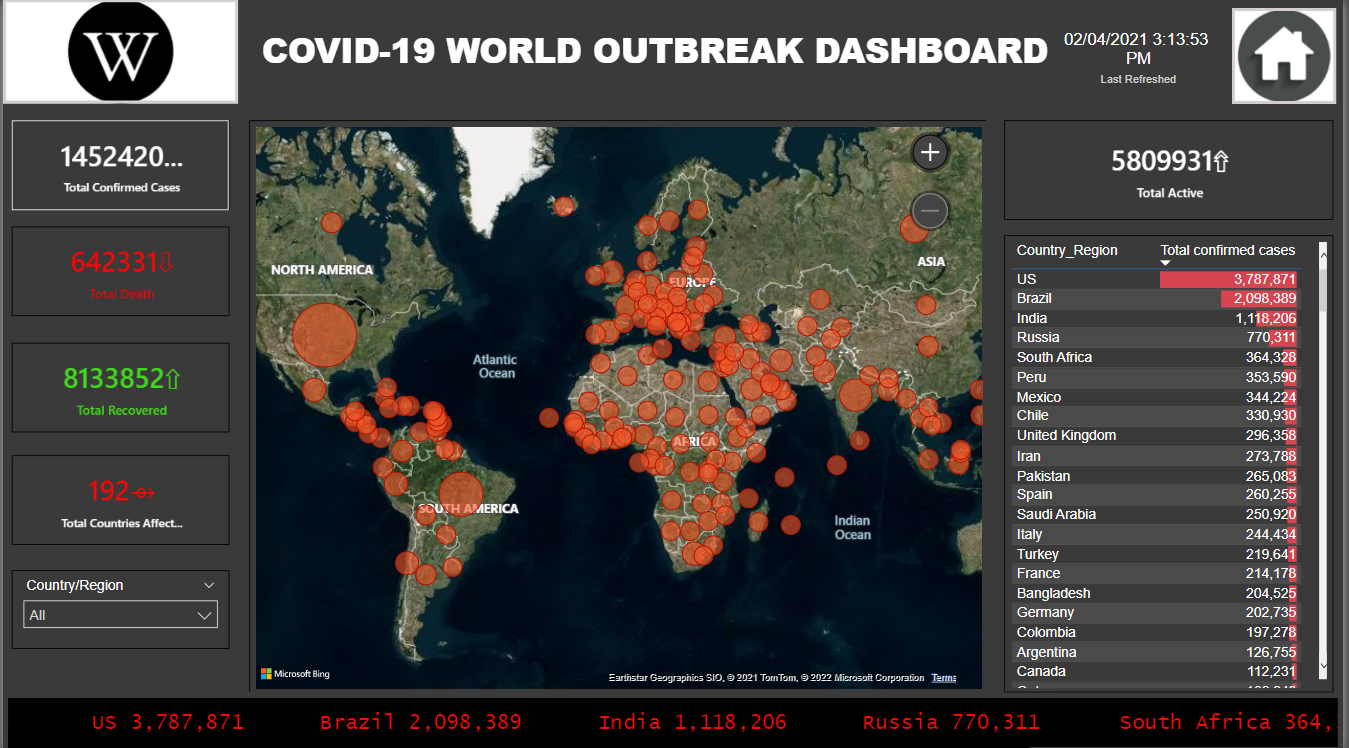 W
COVID-19 WORLD OUTBREAK DASHBOARD
02/04/2021 3:13:53
PM
Last Refreshed
1452420...
Total Confirmed Cases
642331⇩
Total Death
8133852⇧
Total Recovered
192
Total Countries Affect...
Country/Region
All
NORTH AMERICA
EUROPE
ASIA
Atlantic
Ocean
AFRICA
SOUTH AMERICA
Indian
Ocean
Microsoft Bing
Earthstar Geographics SIO, © 2021 TomTom, © 2022 Microsoft Corporation Terms
5809931⇧
Total Active
Country_Region Total confirmed cases
US 3,787,871
Brazil 2,098,389
India 1,118,206
Russia 770,311
South Africa 364,328
Peru 353,590
Mexico 344,224
Chile 330,930
United Kingdom 296,358
Iran 273,788
Pakistan 265,083
Spain 260,255
Saudi Arabia 250,920
Italy 244,434
Turkey 219,641
France 214,178
Bangladesh 204,525
Germany 202,735
Colombia 197,278
Argentina 126,755
Canada 112,231
US 3,787,871 Brazil 2,098,389 India 1,118,206 Russia 770,311 South Africa 364,